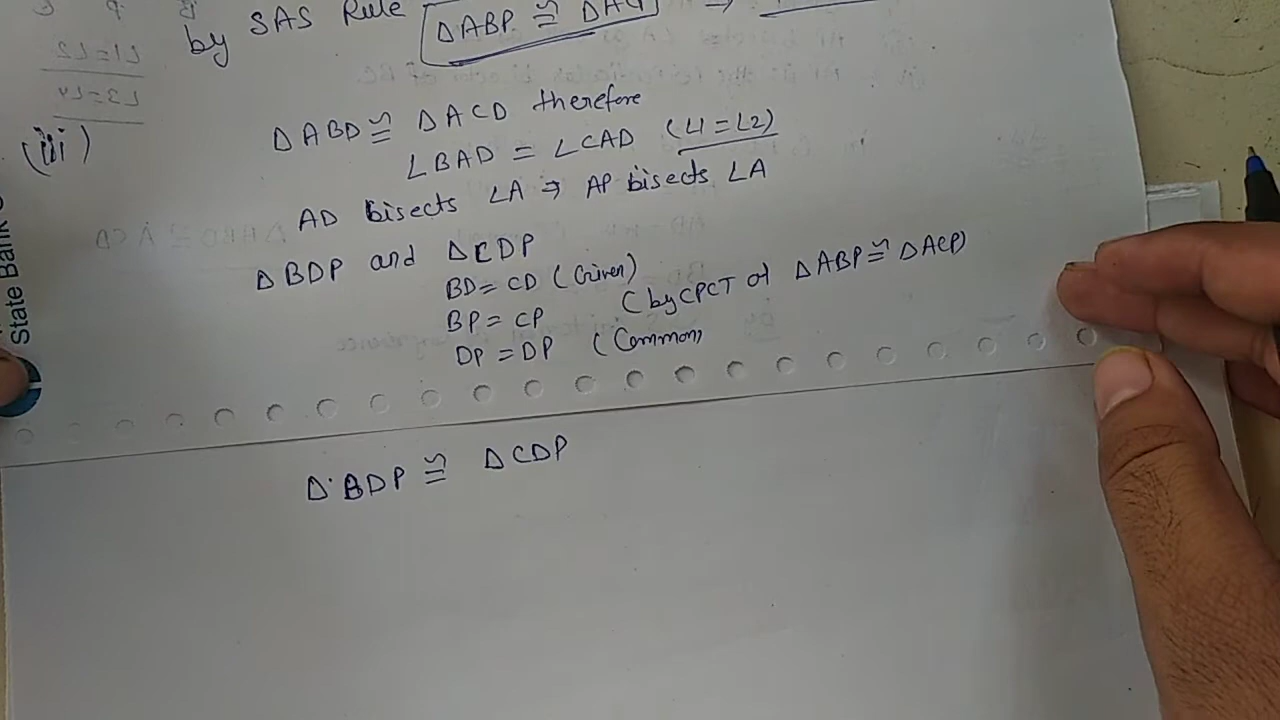 by SAS Rule ΔABP ≅ ΔACP ⇒
(iii)
ΔABD ≅ ΔACD therefore
∠BAD = ∠CAD (∠1=∠2)
AD bisects ∠A ⇒ AP bisects ∠A
ΔBDP and ΔCDP
BD = CD (Given)
BP = CP (by CPCT of ΔABP ≅ ΔACP)
DP = DP (Common)
ΔBDP ≅ ΔCDP
State Bank